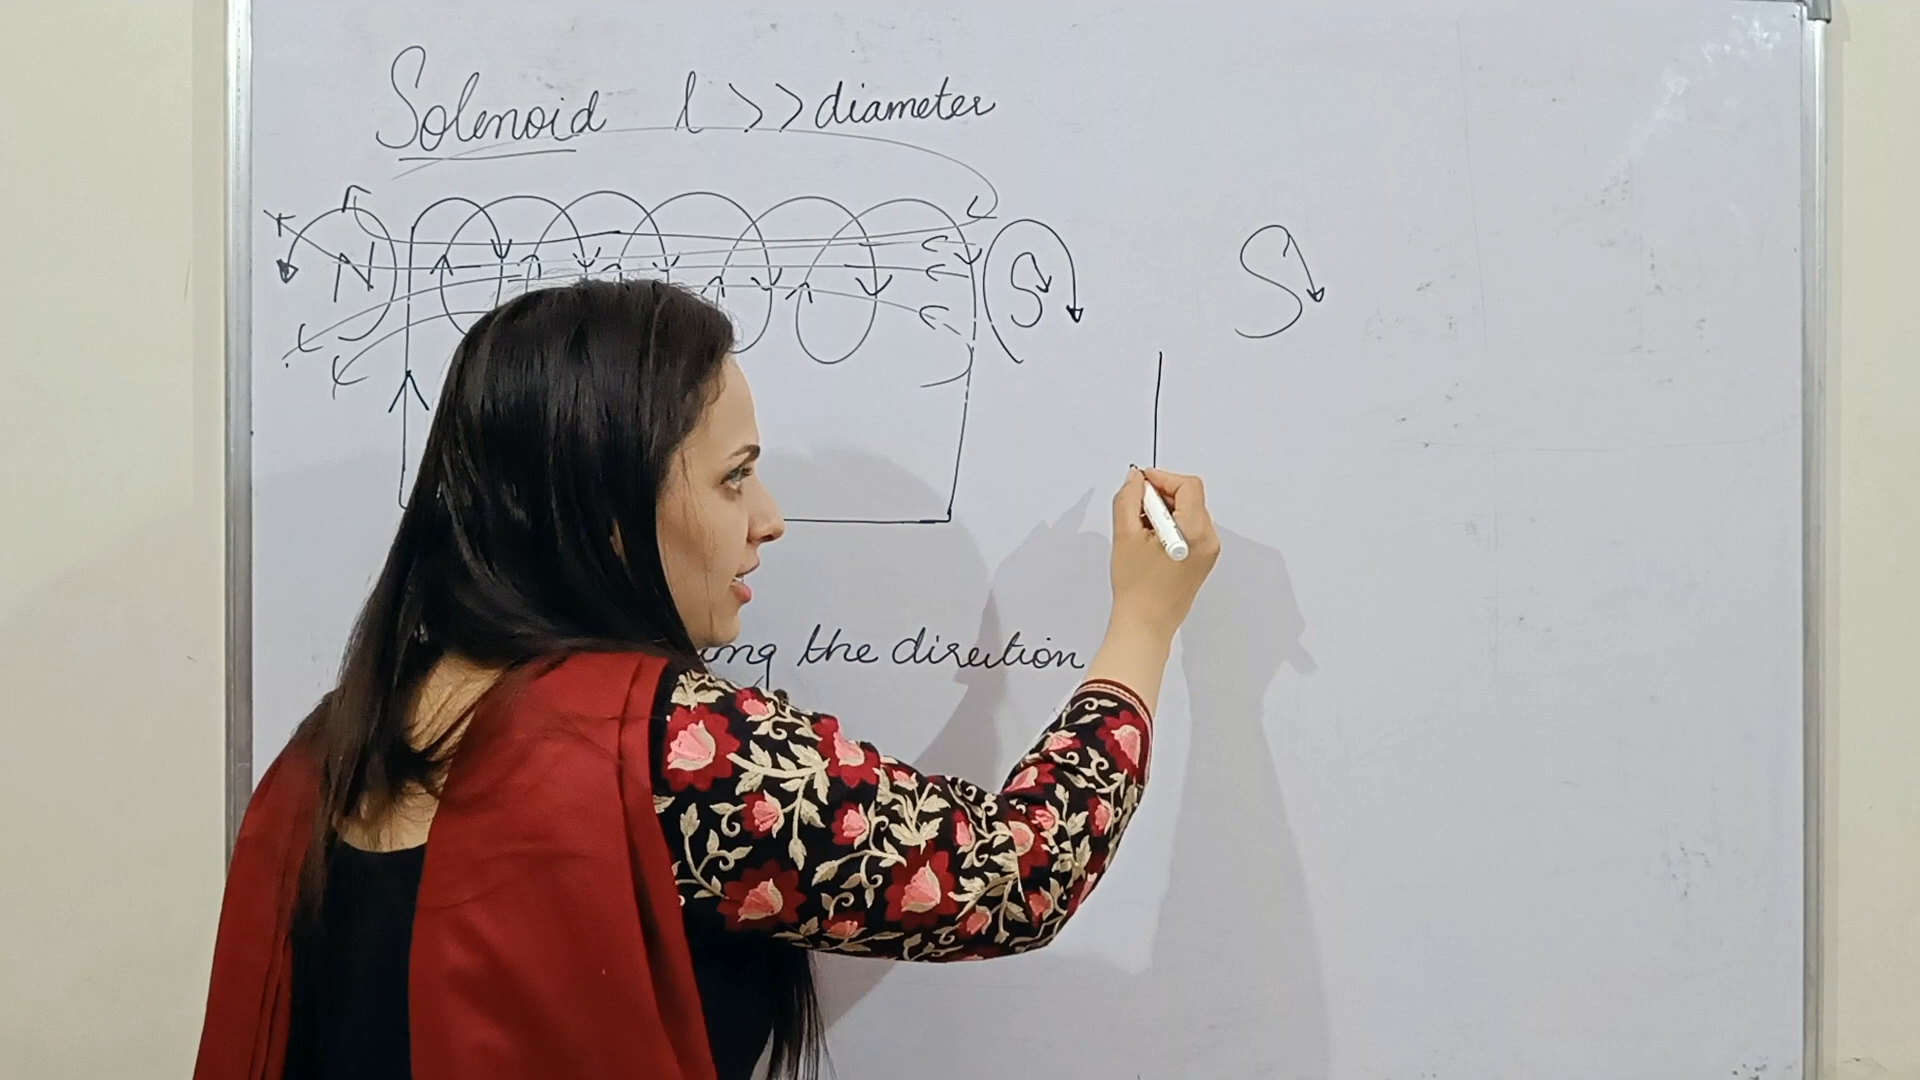 Solenoid l >> diameter
N S S
the direction